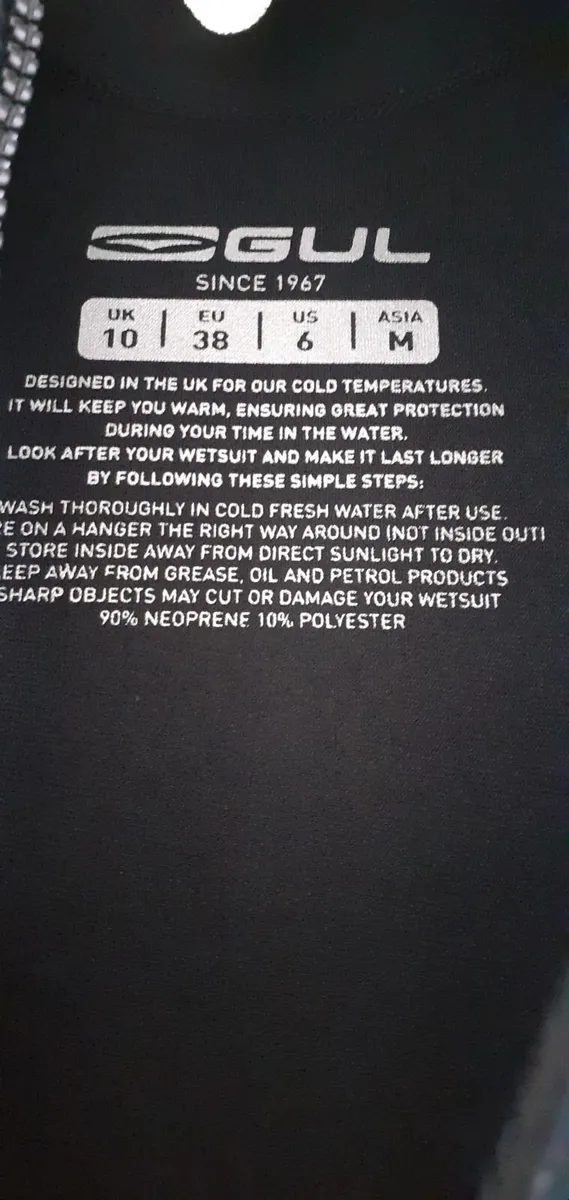 GUL
SINCE 1967
UK | EU | US | ASIA
10 | 38 | 6 | M
DESIGNED IN THE UK FOR OUR COLD TEMPERATURES.
IT WILL KEEP YOU WARM, ENSURING GREAT PROTECTION
DURING YOUR TIME IN THE WATER.
LOOK AFTER YOUR WETSUIT AND MAKE IT LAST LONGER
BY FOLLOWING THESE SIMPLE STEPS:
WASH THOROUGHLY IN COLD FRESH WATER AFTER USE.
ON A HANGER THE RIGHT WAY AROUND (NOT INSIDE OUT)
STORE INSIDE AWAY FROM DIRECT SUNLIGHT TO DRY.
EEP AWAY FROM GREASE, OIL AND PETROL PRODUCTS
SHARP OBJECTS MAY CUT OR DAMAGE YOUR WETSUIT
90% NEOPRENE 10% POLYESTER